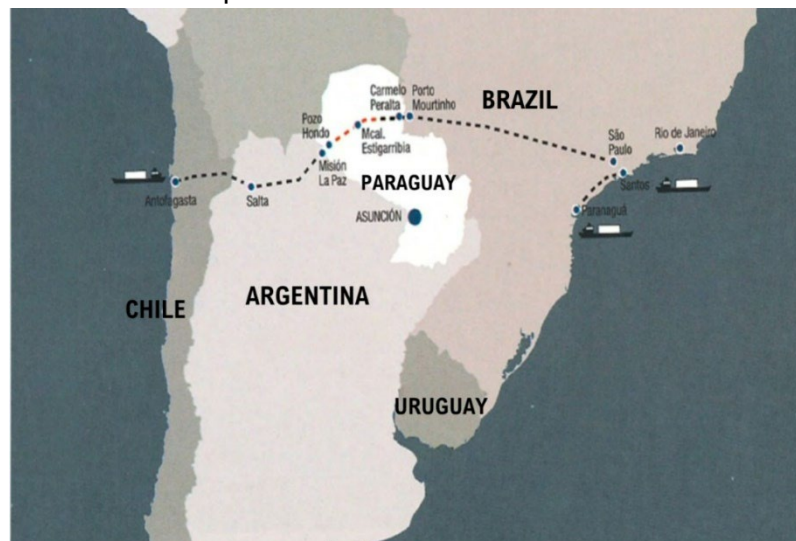 Carmelo
Peralta
Porto
Mourtinho
BRAZIL
Pozo
Hondo
Mcal.
Estigarribia
São
Paulo
Rio de Janeiro
Misión
La Paz
PARAGUAY
Santos
Antofagasta
Salta
ASUNCIÓN
Paranaguá
CHILE
ARGENTINA
URUGUAY